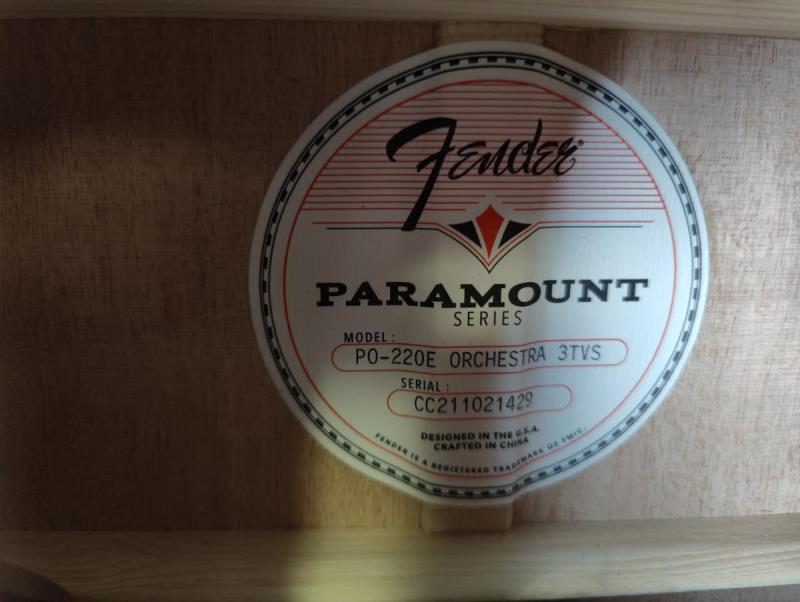 Fender®
PARAMOUNT
SERIES
MODEL :
PO-220E ORCHESTRA 3TVS
SERIAL :
CC211021429
DESIGNED IN THE U.S.A.
CRAFTED IN CHINA
FENDER IS A REGISTERED TRADEMARK OF FMIC.